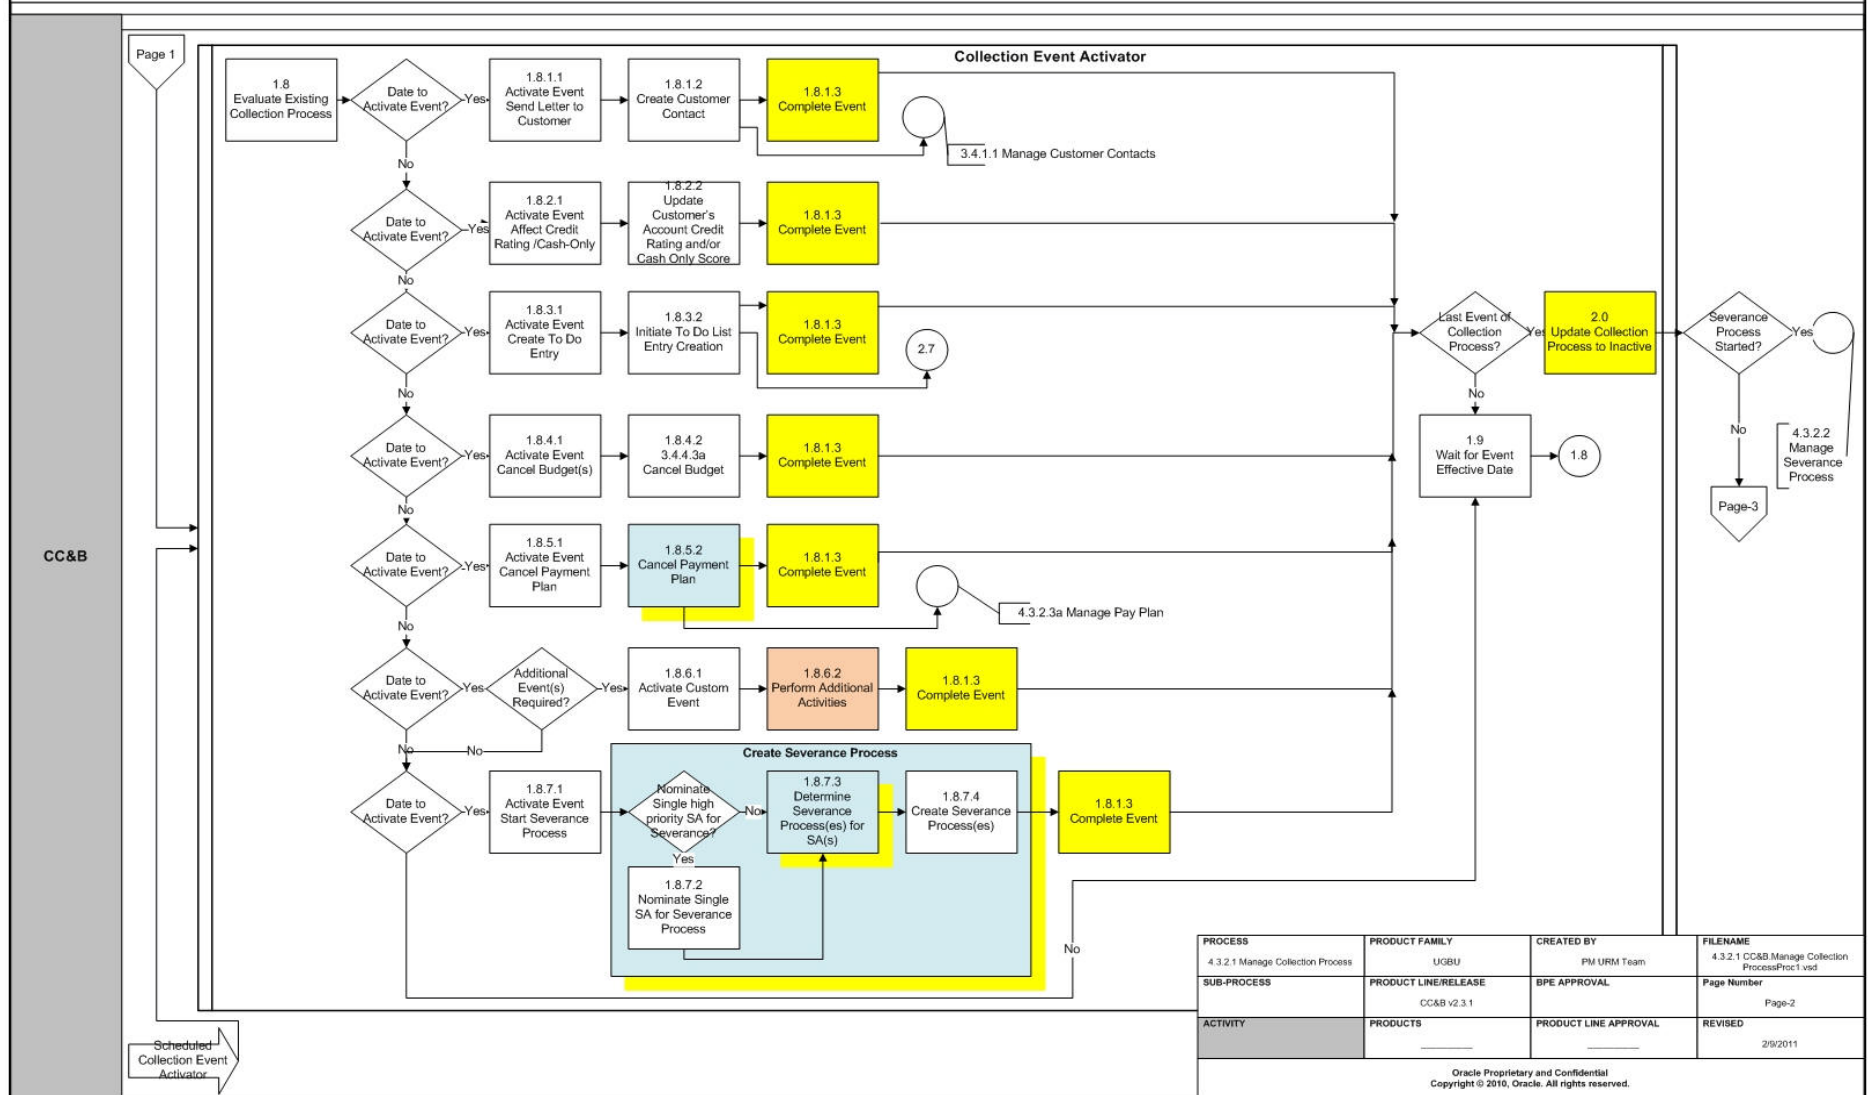 Page 1
Collection Event Activator
1.8
Evaluate Existing
Collection Process
Date to
Activate Event?
Yes
1.8.1.1
Activate Event
Send Letter to
Customer
1.8.1.2
Create Customer
Contact
1.8.1.3
Complete Event
3.4.1.1 Manage Customer Contacts
No
Date to
Activate Event?
Yes
1.8.2.1
Activate Event
Affect Credit
Rating /Cash-Only
1.8.2.2
Update
Customer's
Account Credit
Rating and/or
Cash Only Score
1.8.1.3
Complete Event
No
Date to
Activate Event?
Yes
1.8.3.1
Activate Event
Create To Do
Entry
1.8.3.2
Initiate To Do List
Entry Creation
1.8.1.3
Complete Event
2.7
Last Event of
Collection
Process?
Yes
2.0
Update Collection
Process to Inactive
Severance
Process
Started?
Yes
No
No
No
4.3.2.2
Manage
Severance
Process
Page-3
Date to
Activate Event?
Yes
1.8.4.1
Activate Event
Cancel Budget(s)
1.8.4.2
3.4.4.3a
Cancel Budget
1.8.1.3
Complete Event
1.9
Wait for Event
Effective Date
1.8
No
CC&B
Date to
Activate Event?
Yes
1.8.5.1
Activate Event
Cancel Payment
Plan
1.8.5.2
Cancel Payment
Plan
1.8.1.3
Complete Event
4.3.2.3a Manage Pay Plan
No
Date to
Activate Event?
Yes
Additional
Event(s)
Required?
Yes
1.8.6.1
Activate Custom
Event
1.8.6.2
Perform Additional
Activities
1.8.1.3
Complete Event
No
No
Create Severance Process
Date to
Activate Event?
Yes
1.8.7.1
Activate Event
Start Severance
Process
Nominate
Single high
priority SA for
Severance?
No
1.8.7.3
Determine
Severance
Process(es) for
SA(s)
1.8.7.4
Create Severance
Process(es)
1.8.1.3
Complete Event
Yes
1.8.7.2
Nominate Single
SA for Severance
Process
No
Scheduled
Collection Event
Activator
PROCESS
4.3.2.1 Manage Collection Process
PRODUCT FAMILY
UGBU
CREATED BY
PM URM Team
FILENAME
4.3.2.1 CC&B.Manage Collection
ProcessProc1.vsd
SUB-PROCESS
PRODUCT LINE/RELEASE
CC&B v2.3.1
BPE APPROVAL
Page Number
Page-2
ACTIVITY
PRODUCTS
PRODUCT LINE APPROVAL
REVISED
2/9/2011
Oracle Proprietary and Confidential
Copyright © 2010, Oracle. All rights reserved.